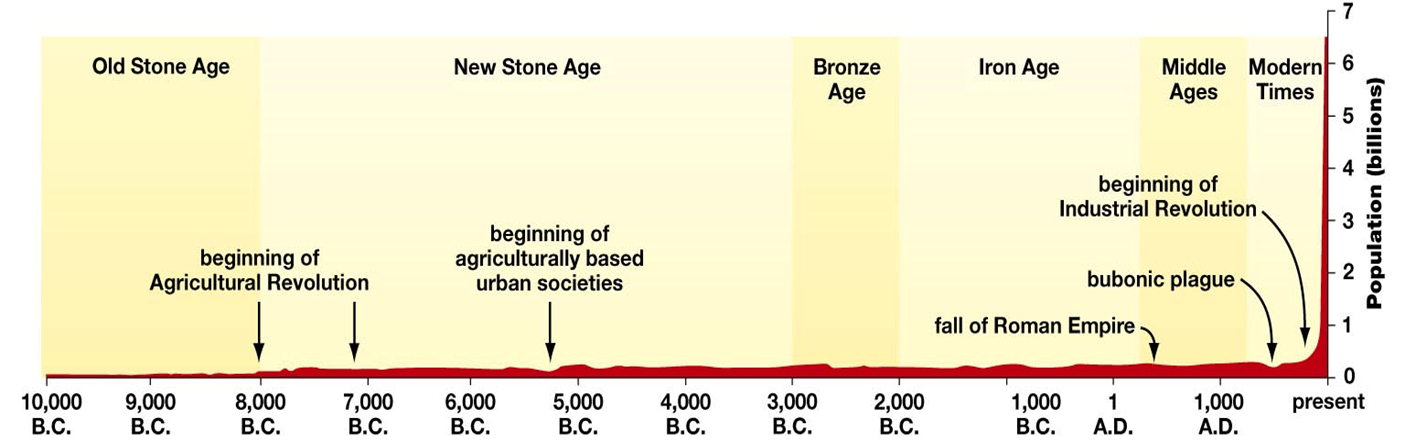 7
Old Stone Age
New Stone Age
Bronze
Age
Iron Age
Middle
Ages
Modern
Times
6
5
4
3
2
1
0
Population (billions)
beginning of
Agricultural Revolution
beginning of
agriculturally based
urban societies
beginning of
Industrial Revolution
bubonic plague
fall of Roman Empire
10,000
B.C.
9,000
B.C.
8,000
B.C.
7,000
B.C.
6,000
B.C.
5,000
B.C.
4,000
B.C.
3,000
B.C.
2,000
B.C.
1,000
B.C.
1
A.D.
1,000
A.D.
present